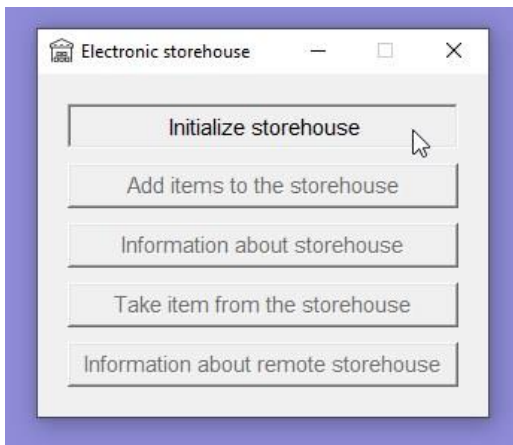 Electronic storehouse
Initialize storehouse
Add items to the storehouse
Information about storehouse
Take item from the storehouse
Information about remote storehouse